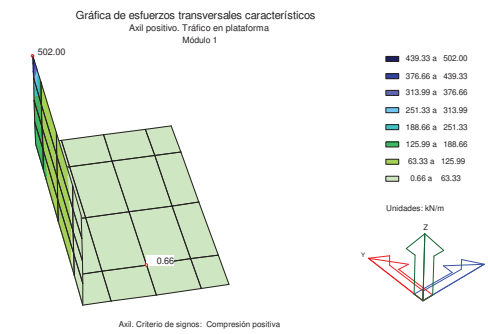 Gráfica de esfuerzos transversales característicos
Axil positivo. Tráfico en plataforma
Módulo 1
502.00
439.33 a 502.00
376.66 a 439.33
313.99 a 376.66
251.33 a 313.99
188.66 a 251.33
125.99 a 188.66
63.33 a 125.99
0.66 a 63.33
Unidades: kN/m
Z
Y
0.66
Axil. Criterio de signos: Compresión positiva